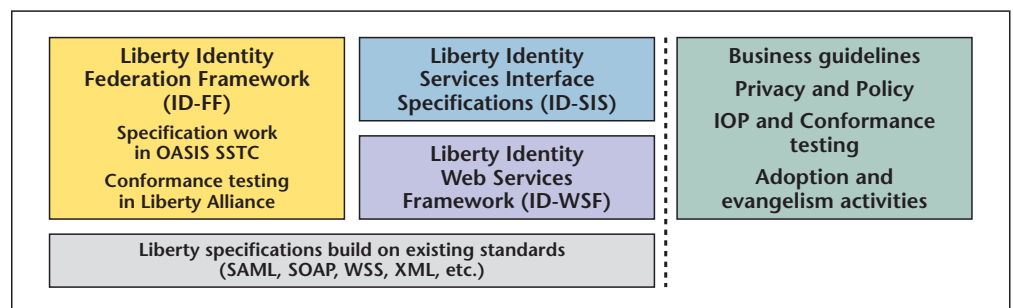 Liberty Identity
Federation Framework
(ID-FF)
Specification work
in OASIS SSTC
Conformance testing
in Liberty Alliance
Liberty Identity
Services Interface
Specifications (ID-SIS)
Liberty Identity
Web Services
Framework (ID-WSF)
Liberty specifications build on existing standards
(SAML, SOAP, WSS, XML, etc.)
Business guidelines
Privacy and Policy
IOP and Conformance
testing
Adoption and
evangelism activities